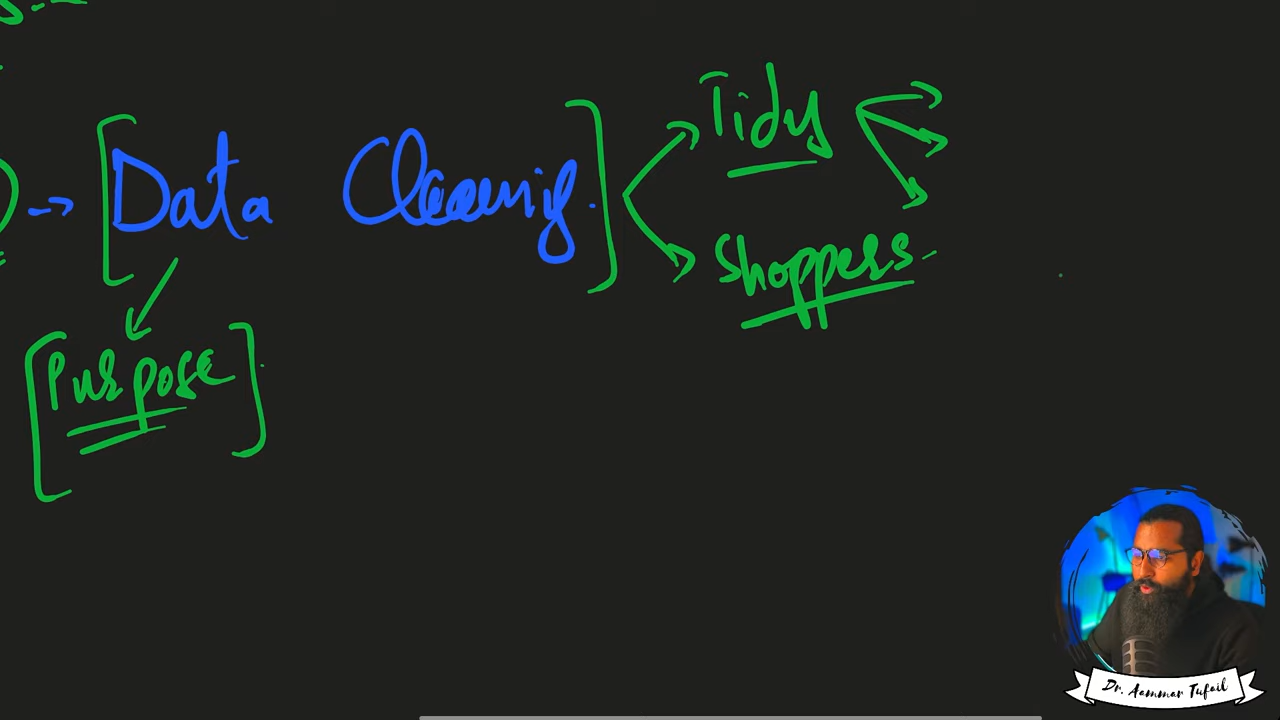 Tidy
[Data Cleaning.]
Shoppers
[Purpose]
Dr. Aammar Tufail